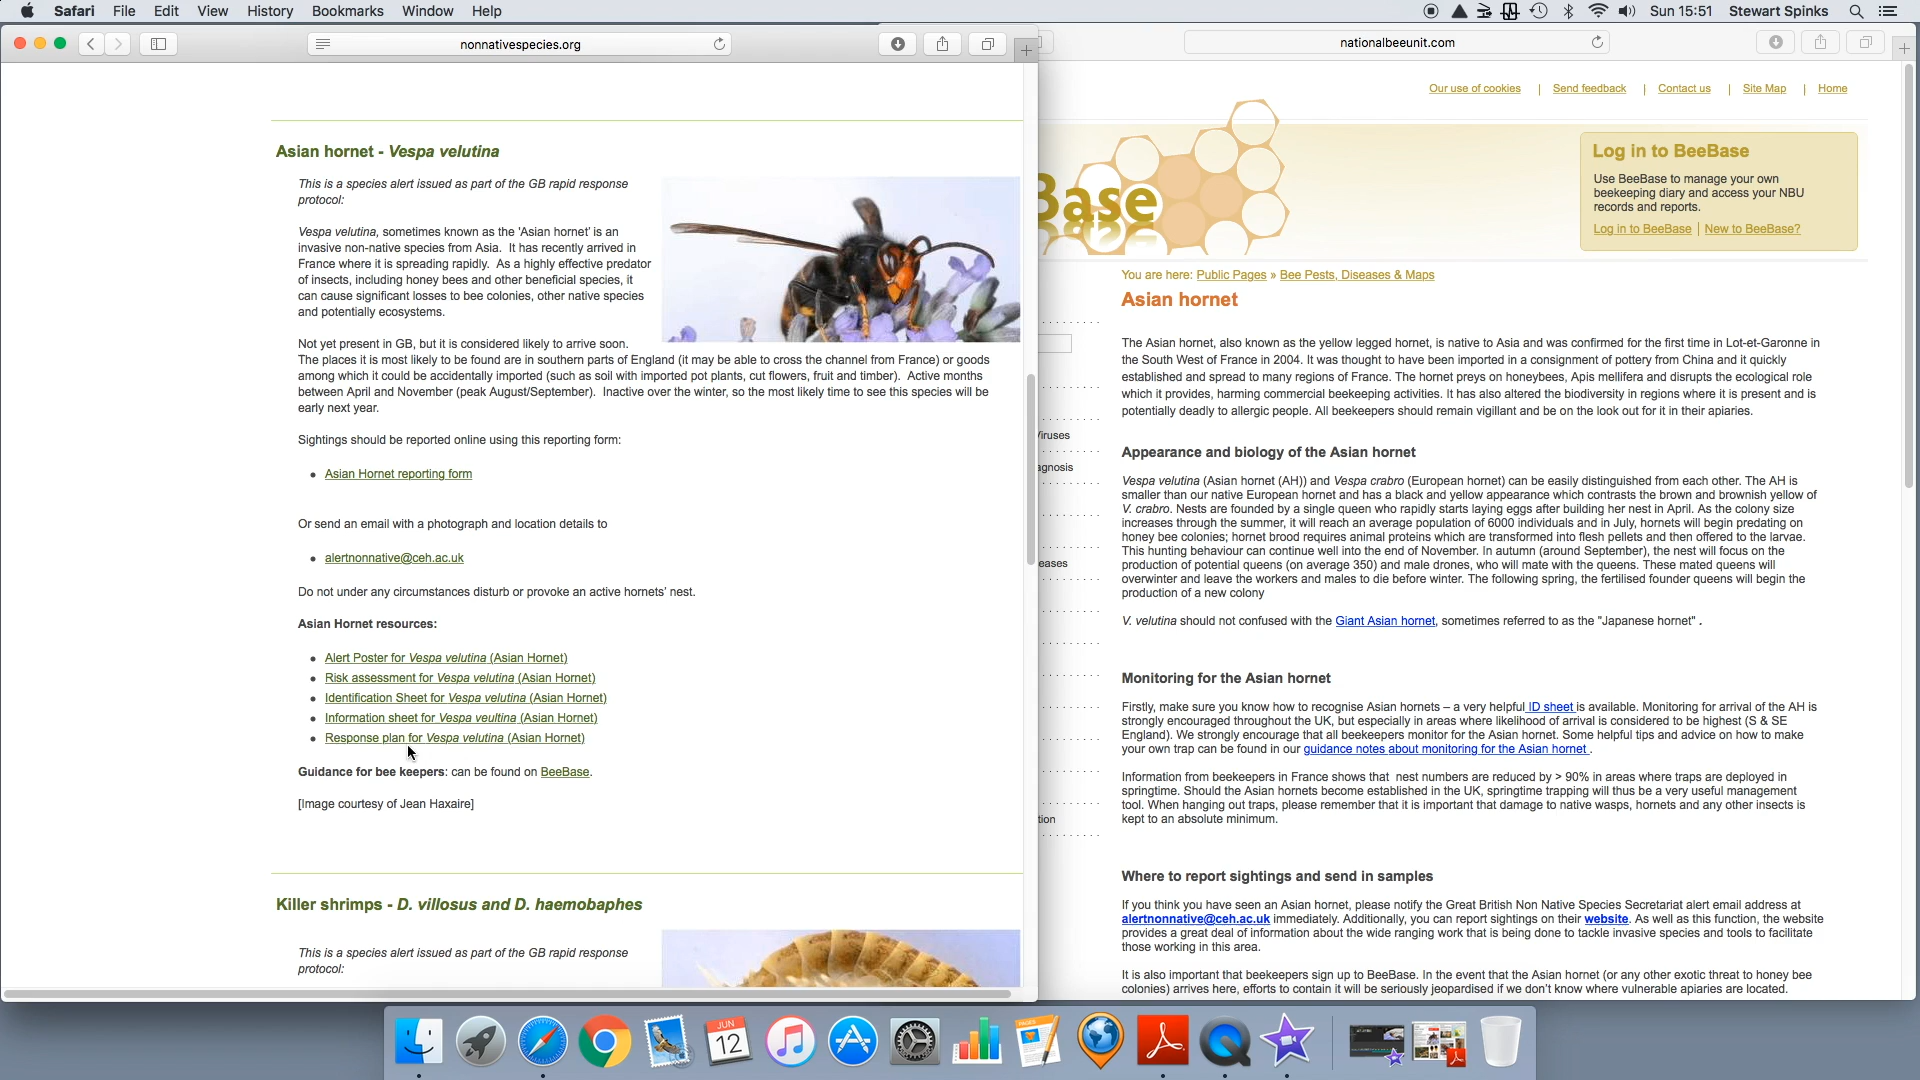 Safari File Edit View History Bookmarks Window Help
Sun 15:51 Stewart Spinks
nonnativespecies.org
Asian hornet - Vespa velutina
This is a species alert issued as part of the GB rapid response
protocol:
Vespa velutina, sometimes known as the 'Asian hornet' is an
invasive non-native species from Asia. It has recently arrived in
France where it is spreading rapidly. As a highly effective predator
of insects, including honey bees and other beneficial species, it
can cause significant losses to bee colonies, other native species
and potentially ecosystems.
Not yet present in GB, but it is considered likely to arrive soon.
The places it is most likely to be found are in southern parts of England (it may be able to cross the channel from France) or goods
among which it could be accidentally imported (such as soil with imported pot plants, cut flowers, fruit and timber). Active months
between April and November (peak August/September). Inactive over the winter, so the most likely time to see this species will be
early next year.
Sightings should be reported online using this reporting form:
• Asian Hornet reporting form
Or send an email with a photograph and location details to
• alertnonnative@ceh.ac.uk
Do not under any circumstances disturb or provoke an active hornets' nest.
Asian Hornet resources:
• Alert Poster for Vespa velutina (Asian Hornet)
• Risk assessment for Vespa velutina (Asian Hornet)
• Identification Sheet for Vespa velutina (Asian Hornet)
• Information sheet for Vespa veultina (Asian Hornet)
• Response plan for Vespa velutina (Asian Hornet)
Guidance for bee keepers: can be found on BeeBase.
[Image courtesy of Jean Haxaire]
Killer shrimps - D. villosus and D. haemobaphes
This is a species alert issued as part of the GB rapid response
protocol:
nationalbeeunit.com
Our use of cookies | Send feedback | Contact us | Site Map | Home
Base
Log in to BeeBase
Use BeeBase to manage your own
beekeeping diary and access your NBU
records and reports.
Log in to BeeBase | New to BeeBase?
You are here: Public Pages » Bee Pests, Diseases & Maps
Asian hornet
The Asian hornet, also known as the yellow legged hornet, is native to Asia and was confirmed for the first time in Lot-et-Garonne in
the South West of France in 2004. It was thought to have been imported in a consignment of pottery from China and it quickly
established and spread to many regions of France. The hornet preys on honeybees, Apis mellifera and disrupts the ecological role
which it provides, harming commercial beekeeping activities. It has also altered the biodiversity in regions where it is present and is
potentially deadly to allergic people. All beekeepers should remain vigillant and be on the look out for it in their apiaries.
Viruses
agnosis
eases
tion
Appearance and biology of the Asian hornet
Vespa velutina (Asian hornet (AH)) and Vespa crabro (European hornet) can be easily distinguished from each other. The AH is
smaller than our native European hornet and has a black and yellow appearance which contrasts the brown and brownish yellow of
V. crabro. Nests are founded by a single queen who rapidly starts laying eggs after building her nest in April. As the colony size
increases through the summer, it will reach an average population of 6000 individuals and in July, hornets will begin predating on
honey bee colonies; hornet brood requires animal proteins which are transformed into flesh pellets and then offered to the larvae.
This hunting behaviour can continue well into the end of November. In autumn (around September), the nest will focus on the
production of potential queens (on average 350) and male drones, who will mate with the queens. These mated queens will
overwinter and leave the workers and males to die before winter. The following spring, the fertilised founder queens will begin the
production of a new colony
V. velutina should not confused with the Giant Asian hornet, sometimes referred to as the "Japanese hornet" .
Monitoring for the Asian hornet
Firstly, make sure you know how to recognise Asian hornets – a very helpful ID sheet is available. Monitoring for arrival of the AH is
strongly encouraged throughout the UK, but especially in areas where likelihood of arrival is considered to be highest (S & SE
England). We strongly encourage that all beekeepers monitor for the Asian hornet. Some helpful tips and advice on how to make
your own trap can be found in our guidance notes about monitoring for the Asian hornet .
Information from beekeepers in France shows that nest numbers are reduced by > 90% in areas where traps are deployed in
springtime. Should the Asian hornets become established in the UK, springtime trapping will thus be a very useful management
tool. When hanging out traps, please remember that it is important that damage to native wasps, hornets and any other insects is
kept to an absolute minimum.
Where to report sightings and send in samples
If you think you have seen an Asian hornet, please notify the Great British Non Native Species Secretariat alert email address at
alertnonnative@ceh.ac.uk immediately. Additionally, you can report sightings on their website. As well as this function, the website
provides a great deal of information about the wide ranging work that is being done to tackle invasive species and tools to facilitate
those working in this area.
It is also important that beekeepers sign up to BeeBase. In the event that the Asian hornet (or any other exotic threat to honey bee
colonies) arrives here, efforts to contain it will be seriously jeopardised if we don't know where vulnerable apiaries are located.
JUN
12
PAGES